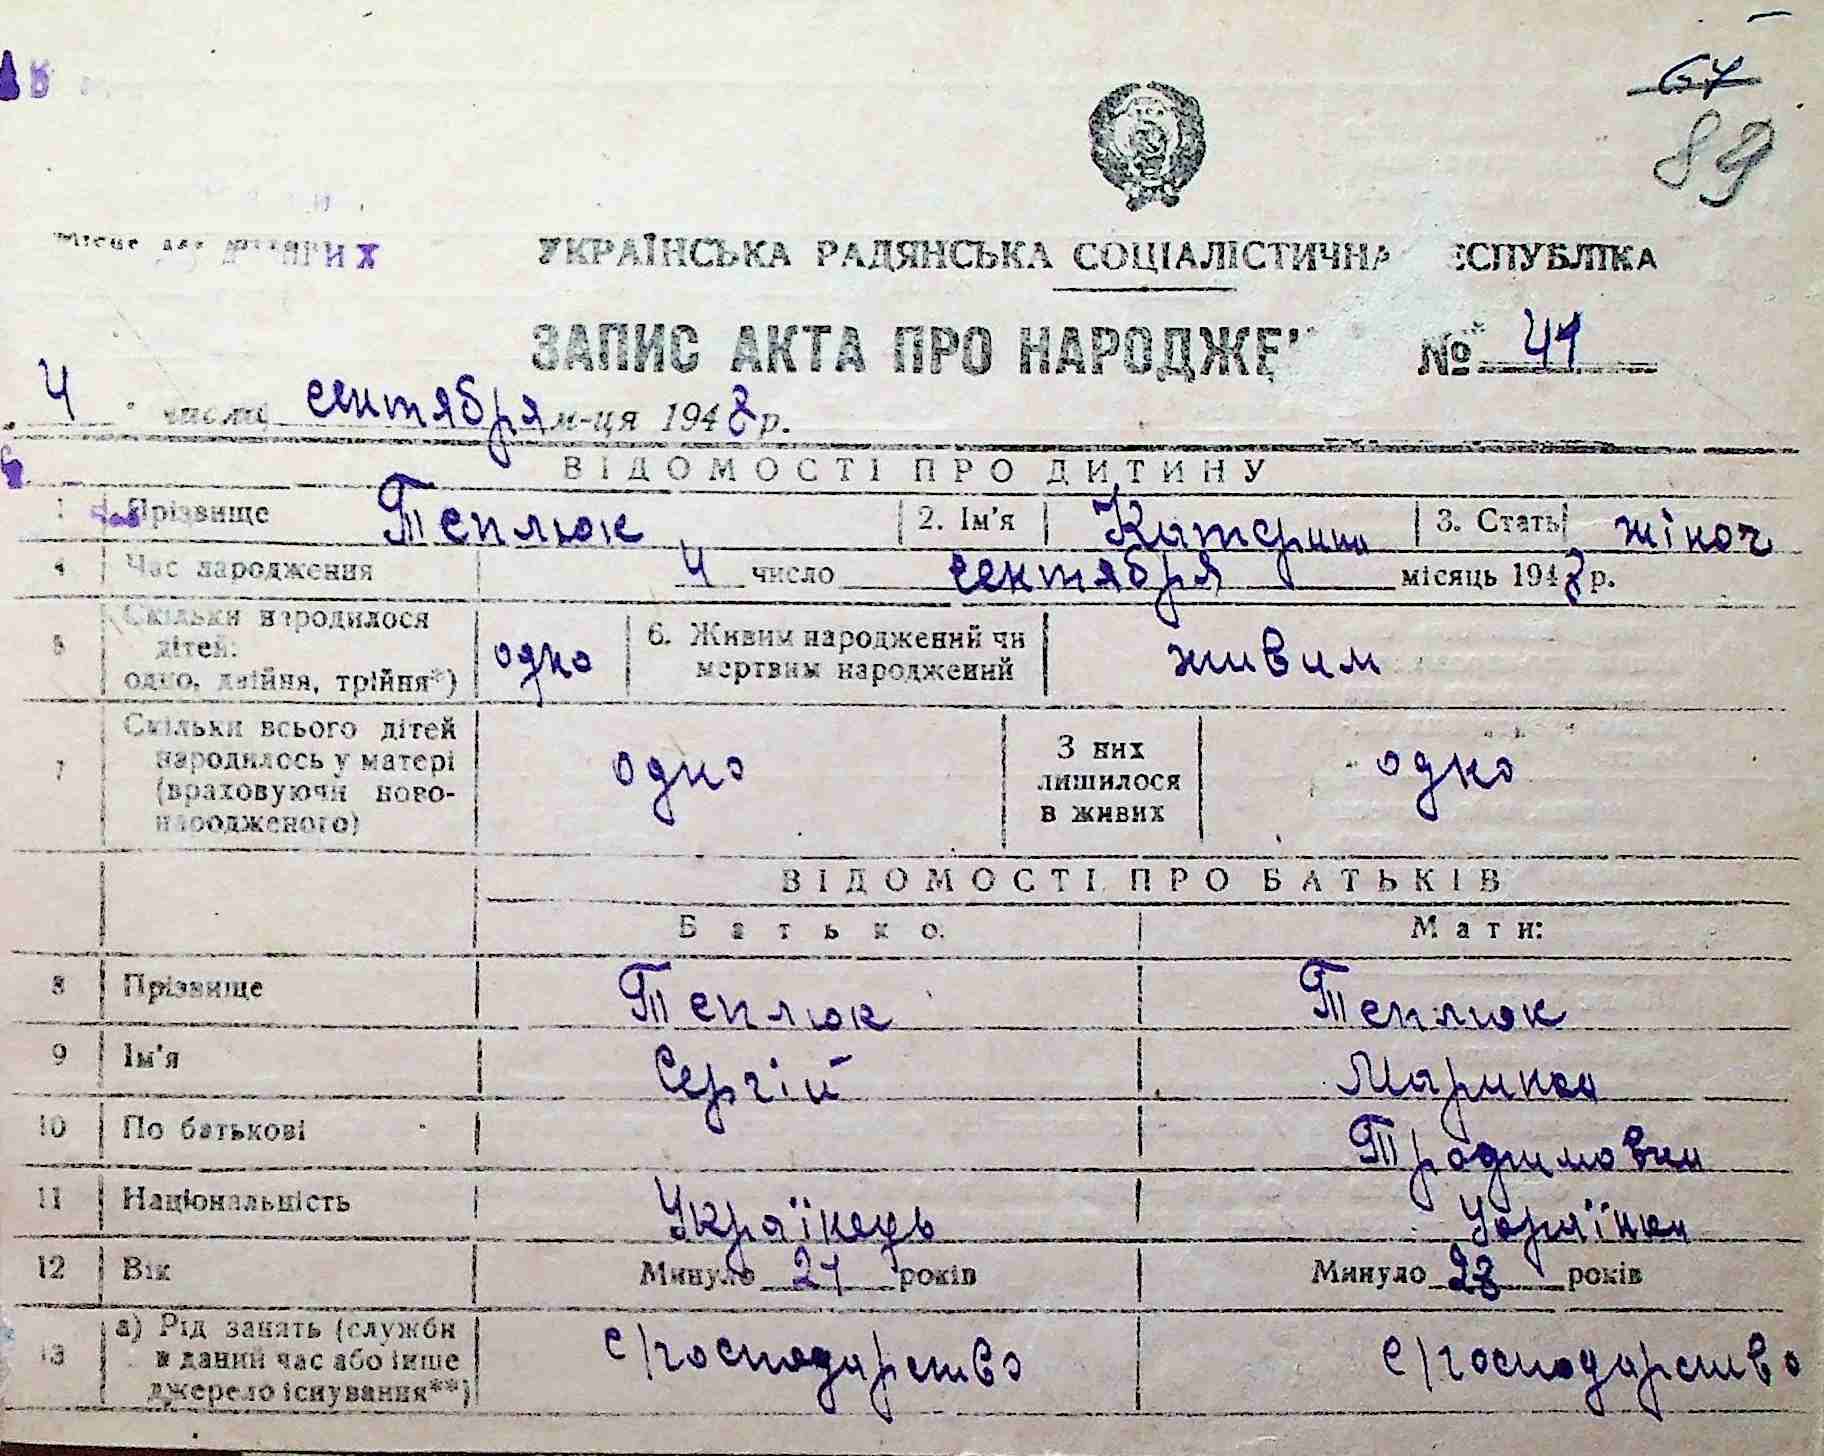 67
89
УКРАЇНСЬКА РАДЯНСЬКА СОЦІАЛІСТИЧНА ЕСПУБЛІКА
ЗАПИС АКТА ПРО НАРОДЖЕ № 41
4 числа сентября м-ця 1948 р.
ВІДОМОСТІ ПРО ДИТИНУ
1 Прізвище Теплюк 2. Ім'я Катерина 3. Стать жіноч
4 Час народження 4 число сентября місяць 1948 р.
5 Скільки народилося дітей: одно, двійня, трійня*) одно 6. Живим народжений чи мертвим народжений живим
7 Скільки всього дітей народилось у матері (враховуючи новонародженого) одно З них лишилося в живих одно
ВІДОМОСТІ ПРО БАТЬКІВ
Батько: Мати:
8 Прізвище Теплюк Теплюк
9 Ім'я Сергій Марина
10 По батькові
11 Національність Українець Українка
12 Вік Минуло 27 років Минуло 28 років
13 а) Рід занять (служби в даний час або інше джерело існування**) с/господарство с/господарство